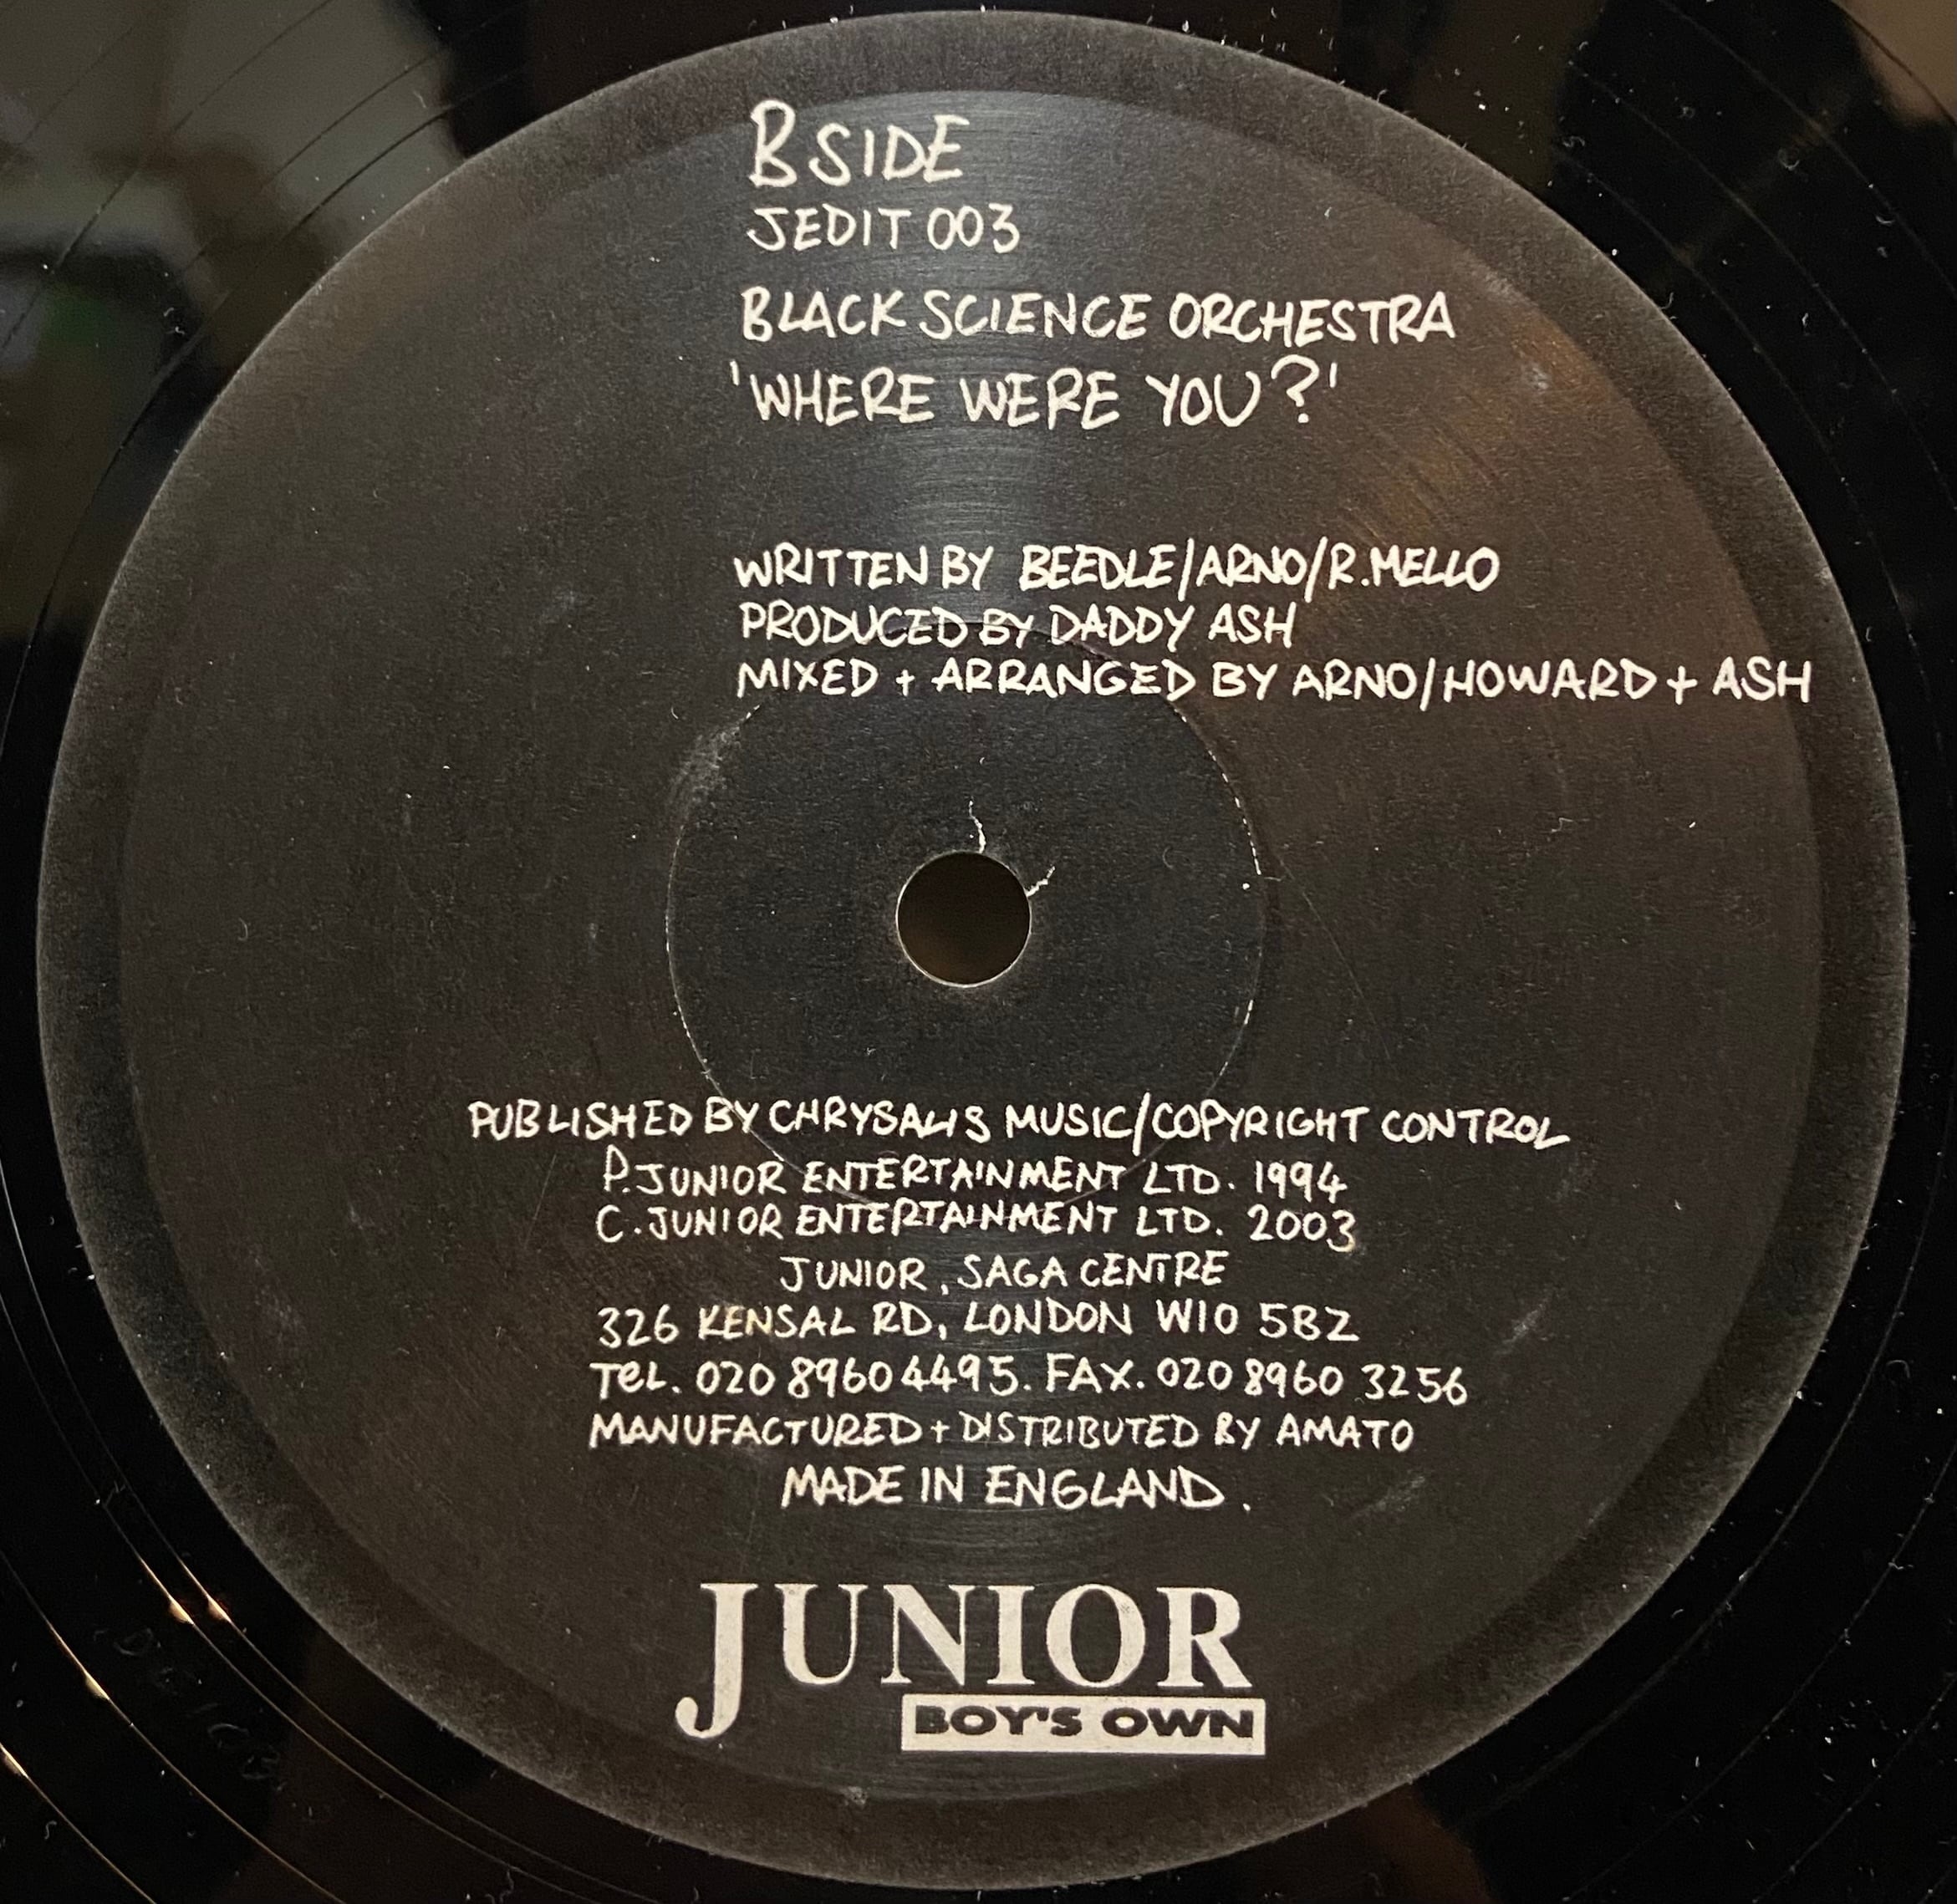 B SIDE
JEDIT 003
BLACK SCIENCE ORCHESTRA
'WHERE WERE YOU?'
WRITTEN BY BEEDLE/ARNO/R.MELLO
PRODUCED BY DADDY ASH
MIXED + ARRANGED BY ARNO/HOWARD + ASH
PUBLISHED BY CHRYSALIS MUSIC/COPYRIGHT CONTROL
P.JUNIOR ENTERTAINMENT LTD. 1994
C.JUNIOR ENTERTAINMENT LTD. 2003
JUNIOR, SAGA CENTRE
326 KENSAL RD, LONDON W10 5BZ
TeL. 020 8960 4495. FAX. 020 8960 3256
MANUFACTURED + DISTRIBUTED BY AMATO
MADE IN ENGLAND.
JUNIOR
BOY'S OWN